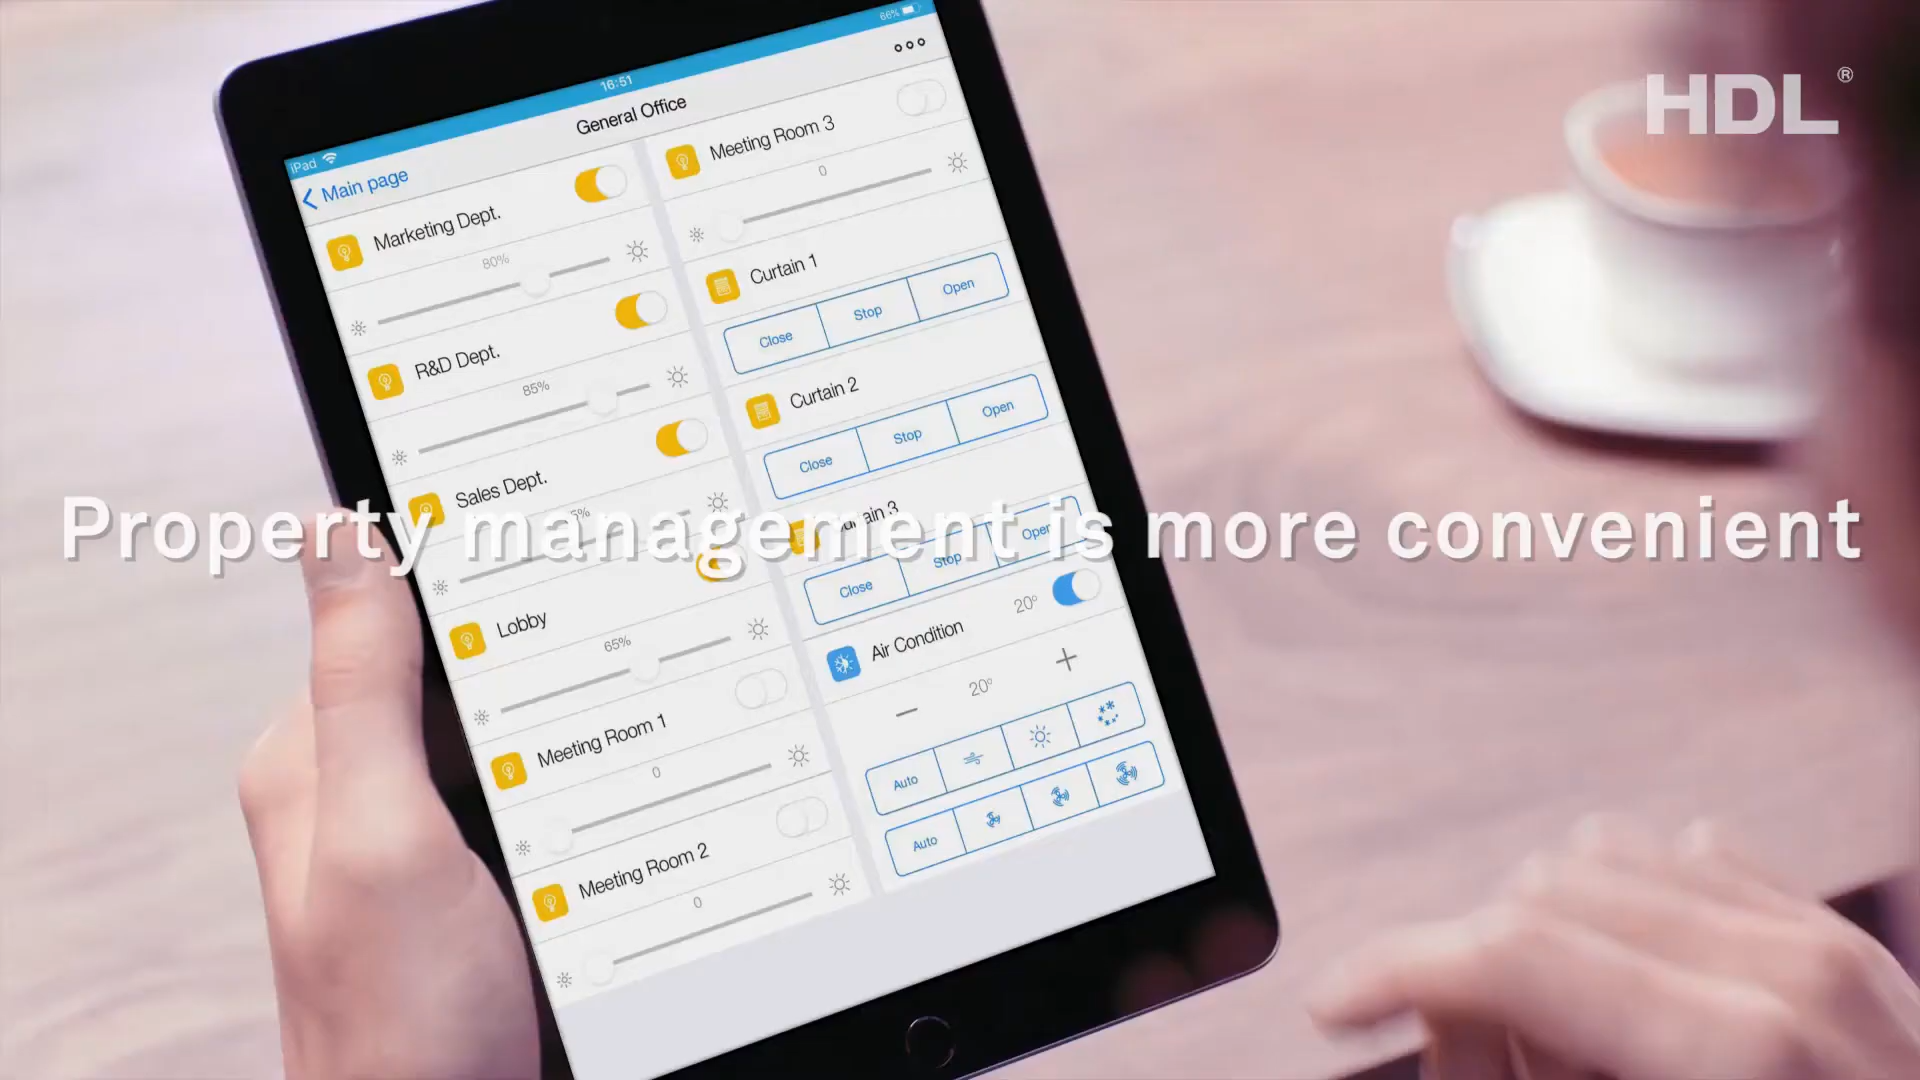 HDL®
66%
16:51
iPad
General Office
Main page
Marketing Dept.
80%
R&D Dept.
85%
Sales Dept.
Lobby
65%
Meeting Room 1
0
Meeting Room 2
0
Meeting Room 3
0
Curtain 1
Close Stop Open
Curtain 2
Close Stop Open
Curtain 3
Close Stop Open
Air Condition
20°
20°
Auto
Auto
Property management is more convenient